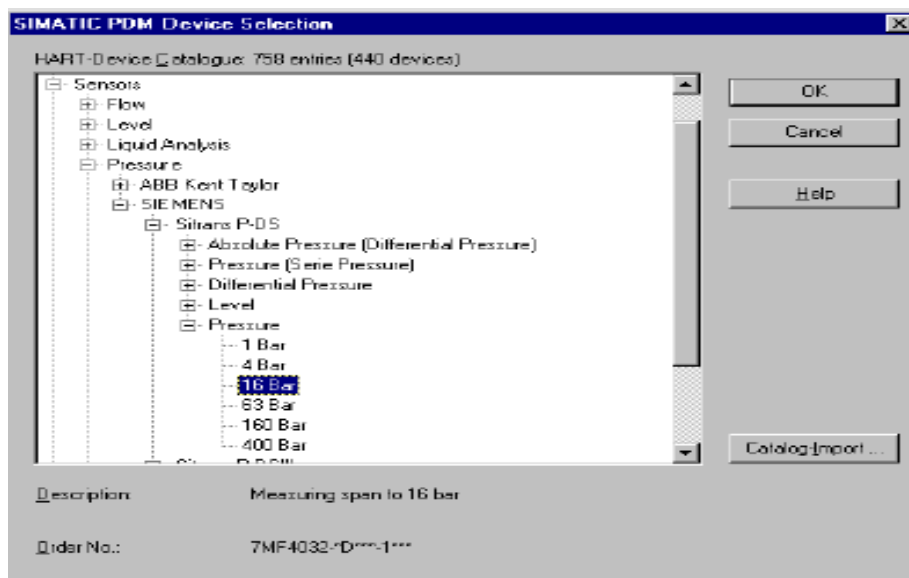 SIMATIC PDM Device Selection
HART-Device Catalogue: 758 entries (440 devices)
Sensors
Flow
Level
Liquid Analysis
Pressure
ABB Kent Taylor
SIEMENS
Sitrans P-DS
Absolute Pressure (Differential Pressure)
Pressure (Serie Pressure)
Differential Pressure
Level
Pressure
1 Bar
4 Bar
16 Bar
63 Bar
160 Bar
400 Bar
OK
Cancel
Help
Catalog-Import ...
Description: Measuring span to 16 bar
Order No.: 7MF4032-*D***-1***